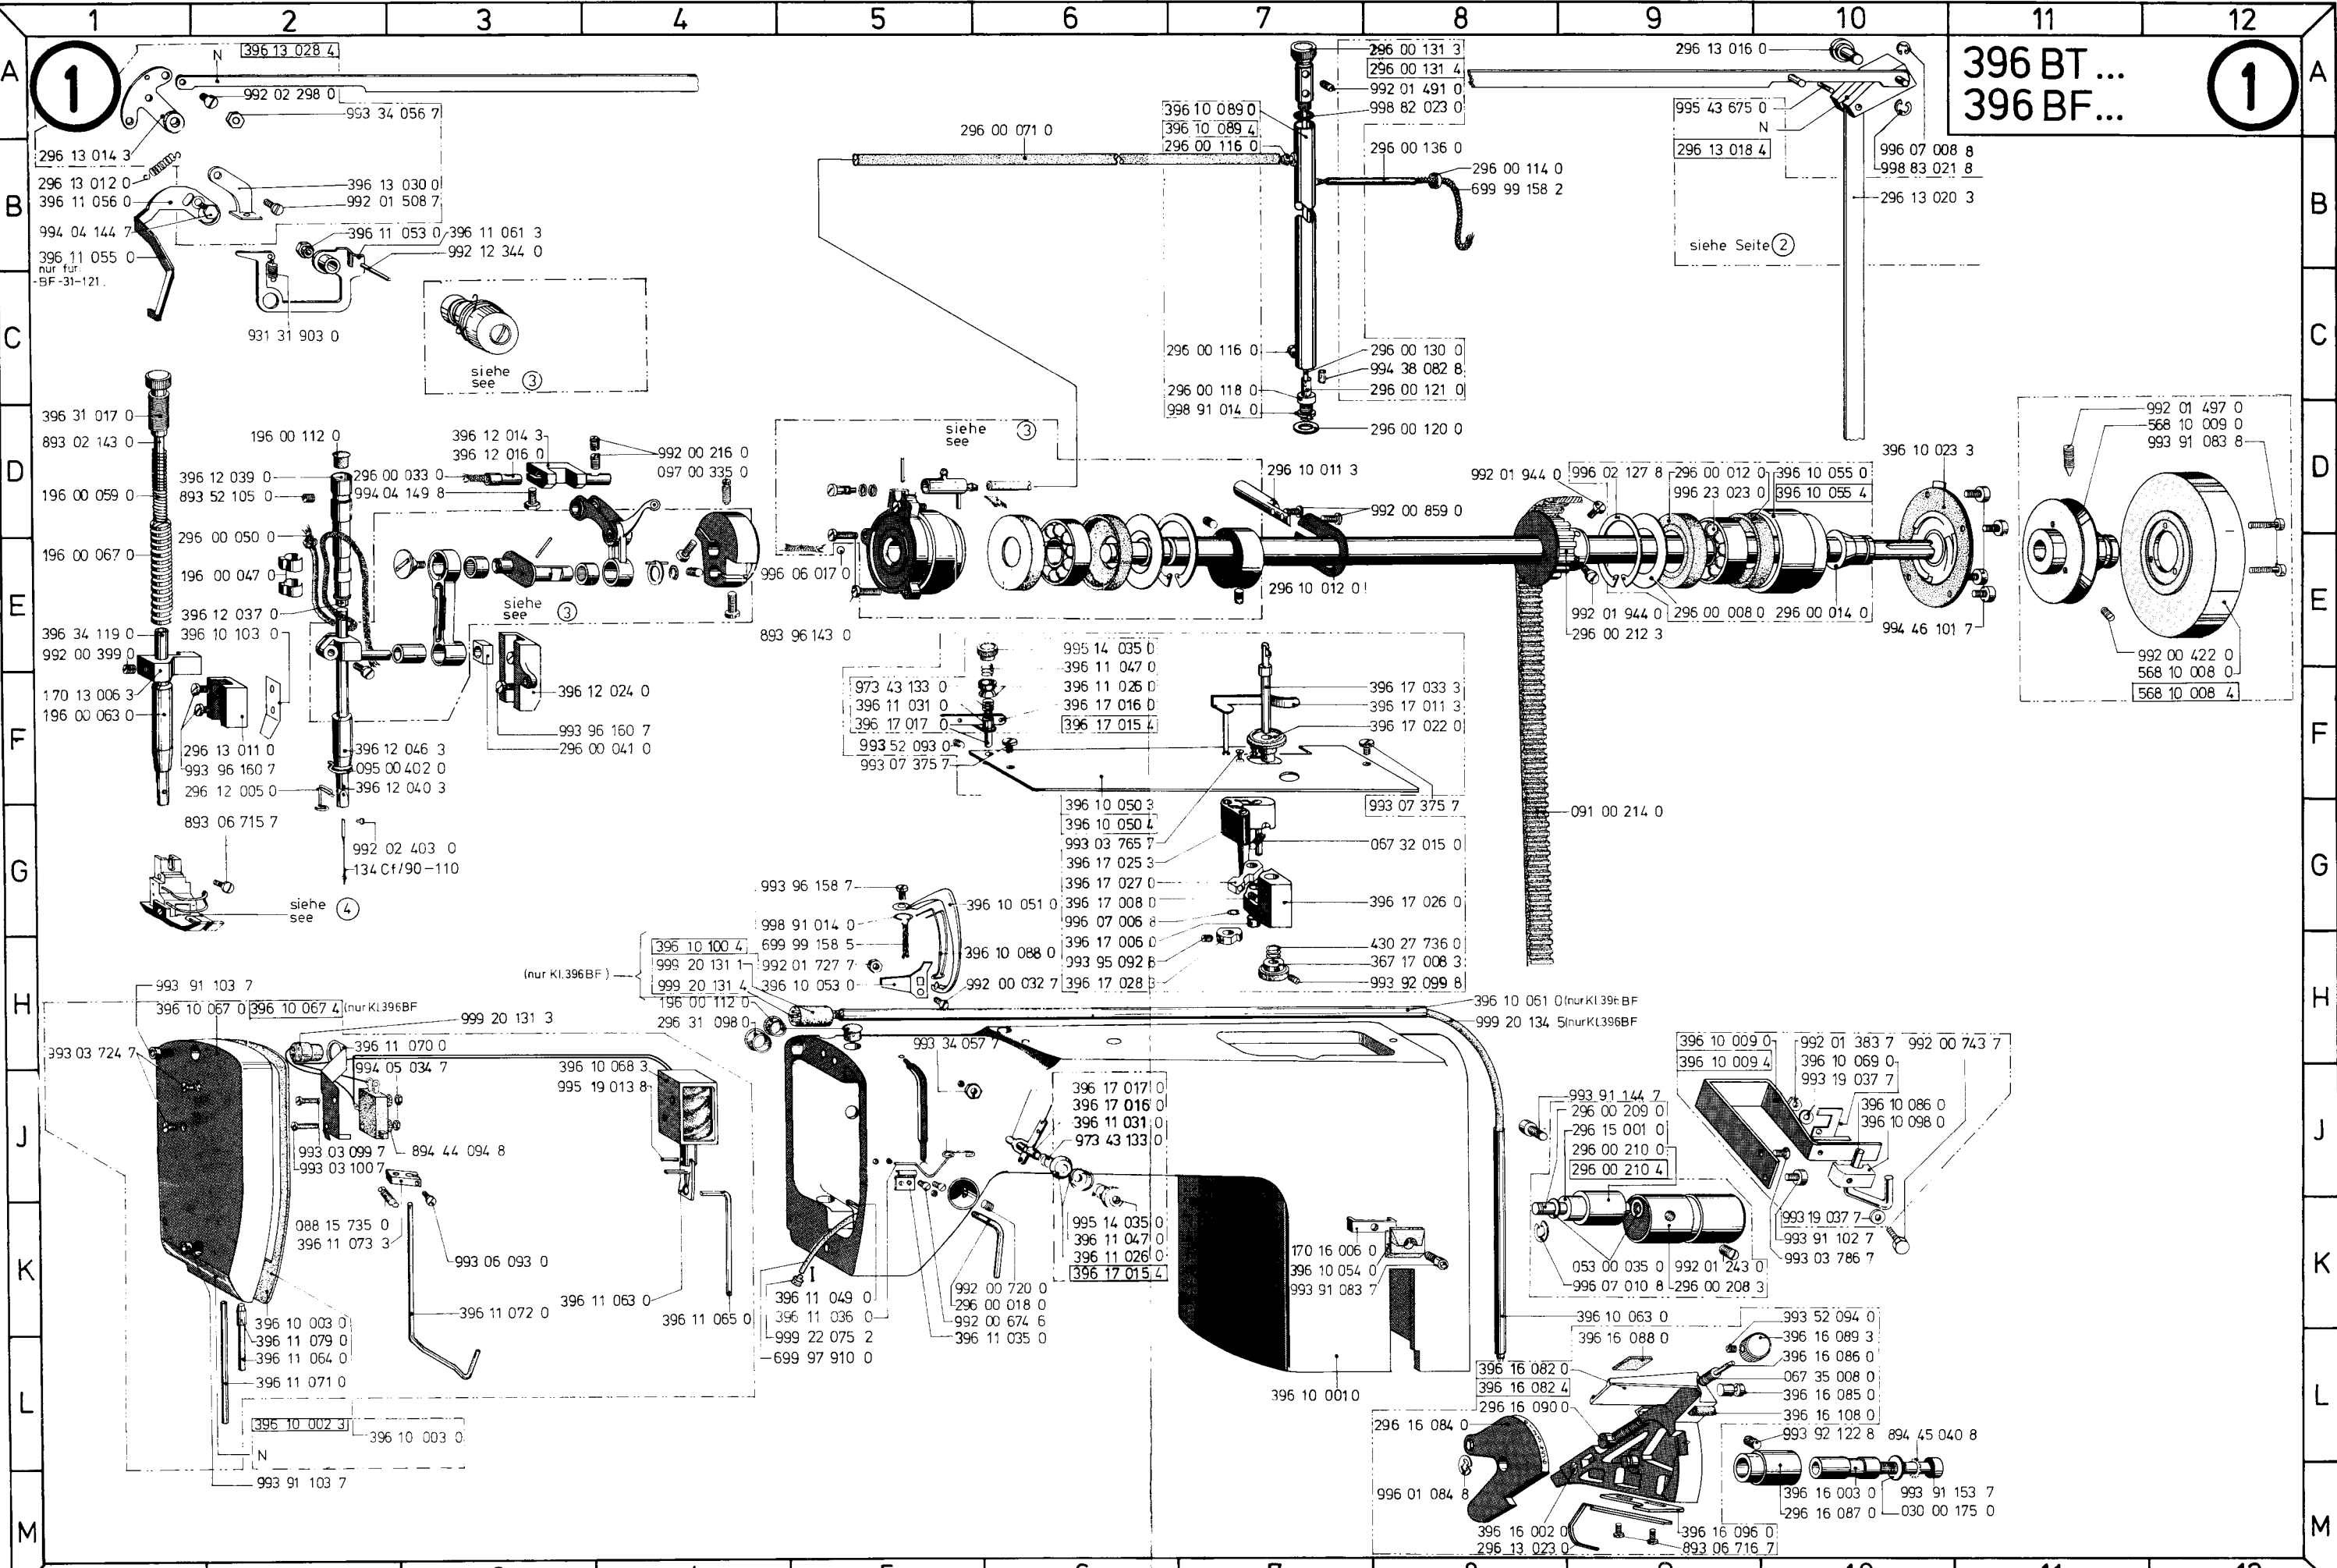 1 2 3 4 5 6 7 8 9 10 11 12
A
B
C
D
E
F
G
H
J
K
L
M
1
396 BT ...
396 BF ...
1
396 13 028 4
N
992 02 298 0
993 34 056 7
296 13 014 3
296 13 012 0
396 11 056 0
994 04 144 7
396 11 055 0
nur für:
-BF-31-121.
396 13 030 0
992 01 508 7
396 11 053 0
396 11 061 3
992 12 344 0
931 31 903 0
siehe
see 3
296 00 071 0
296 00 131 3
296 00 131 4
992 01 491 0
998 82 023 0
396 10 089 0
396 10 089 4
296 00 116 0
296 00 136 0
296 00 114 0
699 99 158 2
296 00 116 0
296 00 130 0
994 38 082 8
296 00 118 0
296 00 121 0
998 91 014 0
296 00 120 0
296 13 016 0
995 43 675 0
N
296 13 018 4
996 07 008 8
998 83 021 8
296 13 020 3
siehe Seite 2
396 31 017 0
893 02 143 0
196 00 059 0
196 00 067 0
396 34 119 0
992 00 399 0
170 13 006 3
196 00 063 0
196 00 112 0
396 12 039 0
893 52 105 0
296 00 050 0
196 00 047 0
396 12 037 0
396 10 103 0
296 13 011 0
993 96 160 7
296 12 005 0
893 06 715 7
396 12 046 3
095 00 402 0
396 12 040 3
992 02 403 0
134 Cf/90-110
siehe
see 4
396 12 014 3
396 12 016 0
296 00 033 0
994 04 149 8
992 00 216 0
097 00 335 0
siehe
see 3
396 12 024 0
993 96 160 7
296 00 041 0
siehe
see 3
996 06 017 0
893 96 143 0
296 10 011 3
992 00 859 0
296 10 012 0
992 01 944 0
996 02 127 8
296 00 012 0
996 23 023 0
396 10 055 0
396 10 055 4
396 10 023 3
992 01 944 0
296 00 008 0
296 00 014 0
296 00 212 3
994 46 101 7
992 01 497 0
568 10 009 0
993 91 083 8
992 00 422 0
568 10 008 0
568 10 008 4
995 14 035 0
396 11 047 0
973 43 133 0
396 11 026 0
396 11 031 0
396 17 016 0
396 17 017 0
396 17 015 4
993 52 093 0
993 07 375 7
396 17 033 3
396 17 011 3
396 17 022 0
396 10 050 3
993 07 375 7
396 10 050 4
993 03 765 7
067 32 015 0
396 17 025 3
396 17 027 0
396 17 008 0
396 17 026 0
996 07 006 8
396 17 006 0
430 27 736 0
993 95 092 8
367 17 008 3
396 17 028 3
993 92 099 8
091 00 214 0
993 96 158 7
396 10 051 0
998 91 014 0
396 10 100 4
699 99 158 5
396 10 088 0
(nur Kl.396BF)
999 20 131 1
992 01 727 7
999 20 131 4
396 10 053 0
992 00 032 7
196 00 112 0
296 31 098 0
396 10 061 0(nur Kl.396BF
999 20 134 5(nur Kl.396BF
993 91 103 7
396 10 067 0
396 10 067 4
(nur Kl.396BF
999 20 131 3
993 03 724 7
396 11 070 0
994 05 034 7
993 03 099 7
993 03 100 7
894 44 094 8
088 15 735 0
396 11 073 3
993 06 093 0
396 11 072 0
396 10 003 0
396 11 079 0
396 11 064 0
396 11 071 0
396 10 002 3
396 10 003 0
N
993 91 103 7
396 10 068 3
995 19 013 8
396 11 063 0
396 11 065 0
993 34 057 7
396 17 017 0
396 17 016 0
396 11 031 0
973 43 133 0
995 14 035 0
396 11 047 0
396 11 026 0
396 17 015 4
396 11 049 0
396 11 036 0
999 22 075 2
699 97 910 0
992 00 720 0
296 00 018 0
992 00 674 6
396 11 035 0
170 16 006 0
396 10 054 0
993 91 083 7
396 10 001 0
396 10 009 0
396 10 009 4
992 01 383 7
992 00 743 7
396 10 069 0
993 19 037 7
396 10 086 0
396 10 098 0
993 91 144 7
296 00 209 0
296 15 001 0
296 00 210 0
296 00 210 4
993 19 037 7
993 91 102 7
993 03 786 7
053 00 035 0
992 01 243 0
996 07 010 8
296 00 208 3
396 10 063 0
993 52 094 0
396 16 088 0
396 16 089 3
396 16 086 0
396 16 082 0
067 35 008 0
396 16 082 4
396 16 085 0
296 16 090 0
396 16 108 0
296 16 084 0
993 92 122 8
894 45 040 8
996 01 084 8
396 16 003 0
993 91 153 7
296 16 087 0
030 00 175 0
396 16 002 0
396 16 096 0
296 13 023 0
893 06 716 7